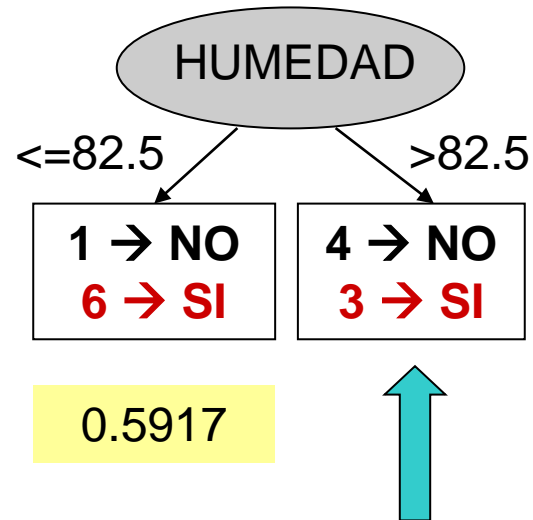 HUMEDAD
<=82.5 >82.5
1 → NO 4 → NO
6 → SI 3 → SI
0.5917